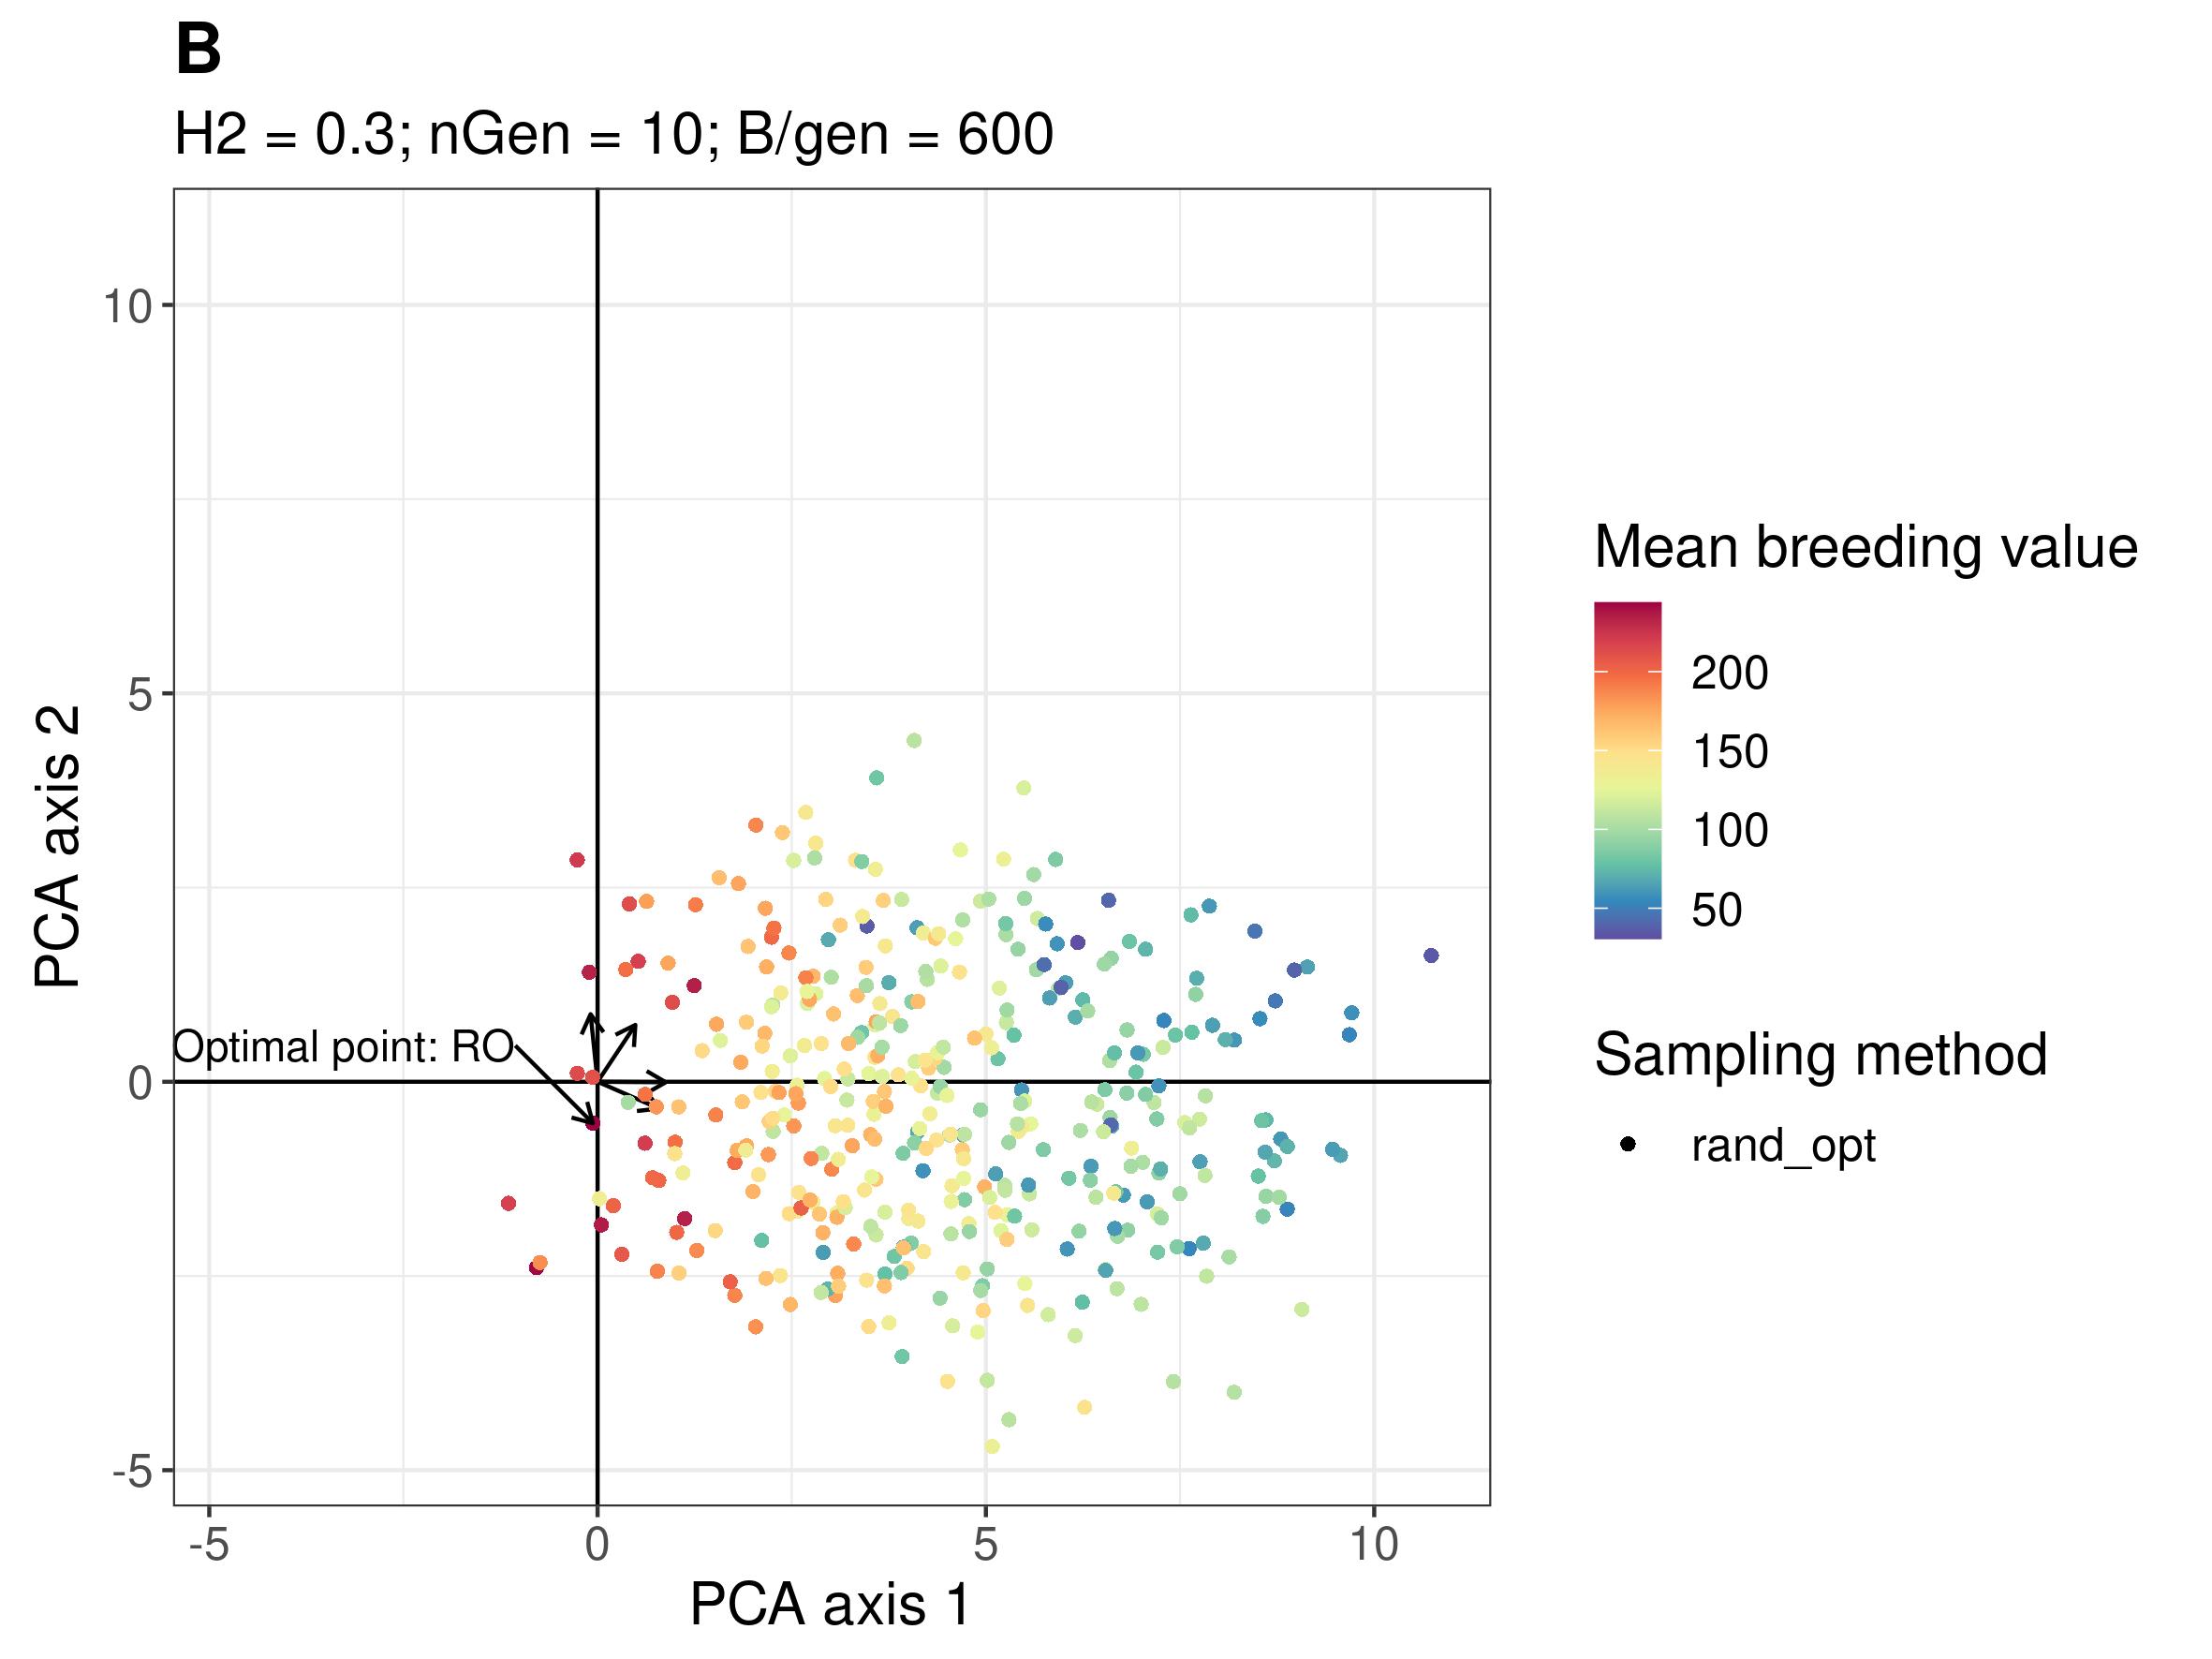 B
H2 = 0.3; nGen = 10; B/gen = 600
10
5
0
-5
-5
0
5
10
PCA axis 2
PCA axis 1
Optimal point: RO
Mean breeding value
200
150
100
50
Sampling method
rand_opt